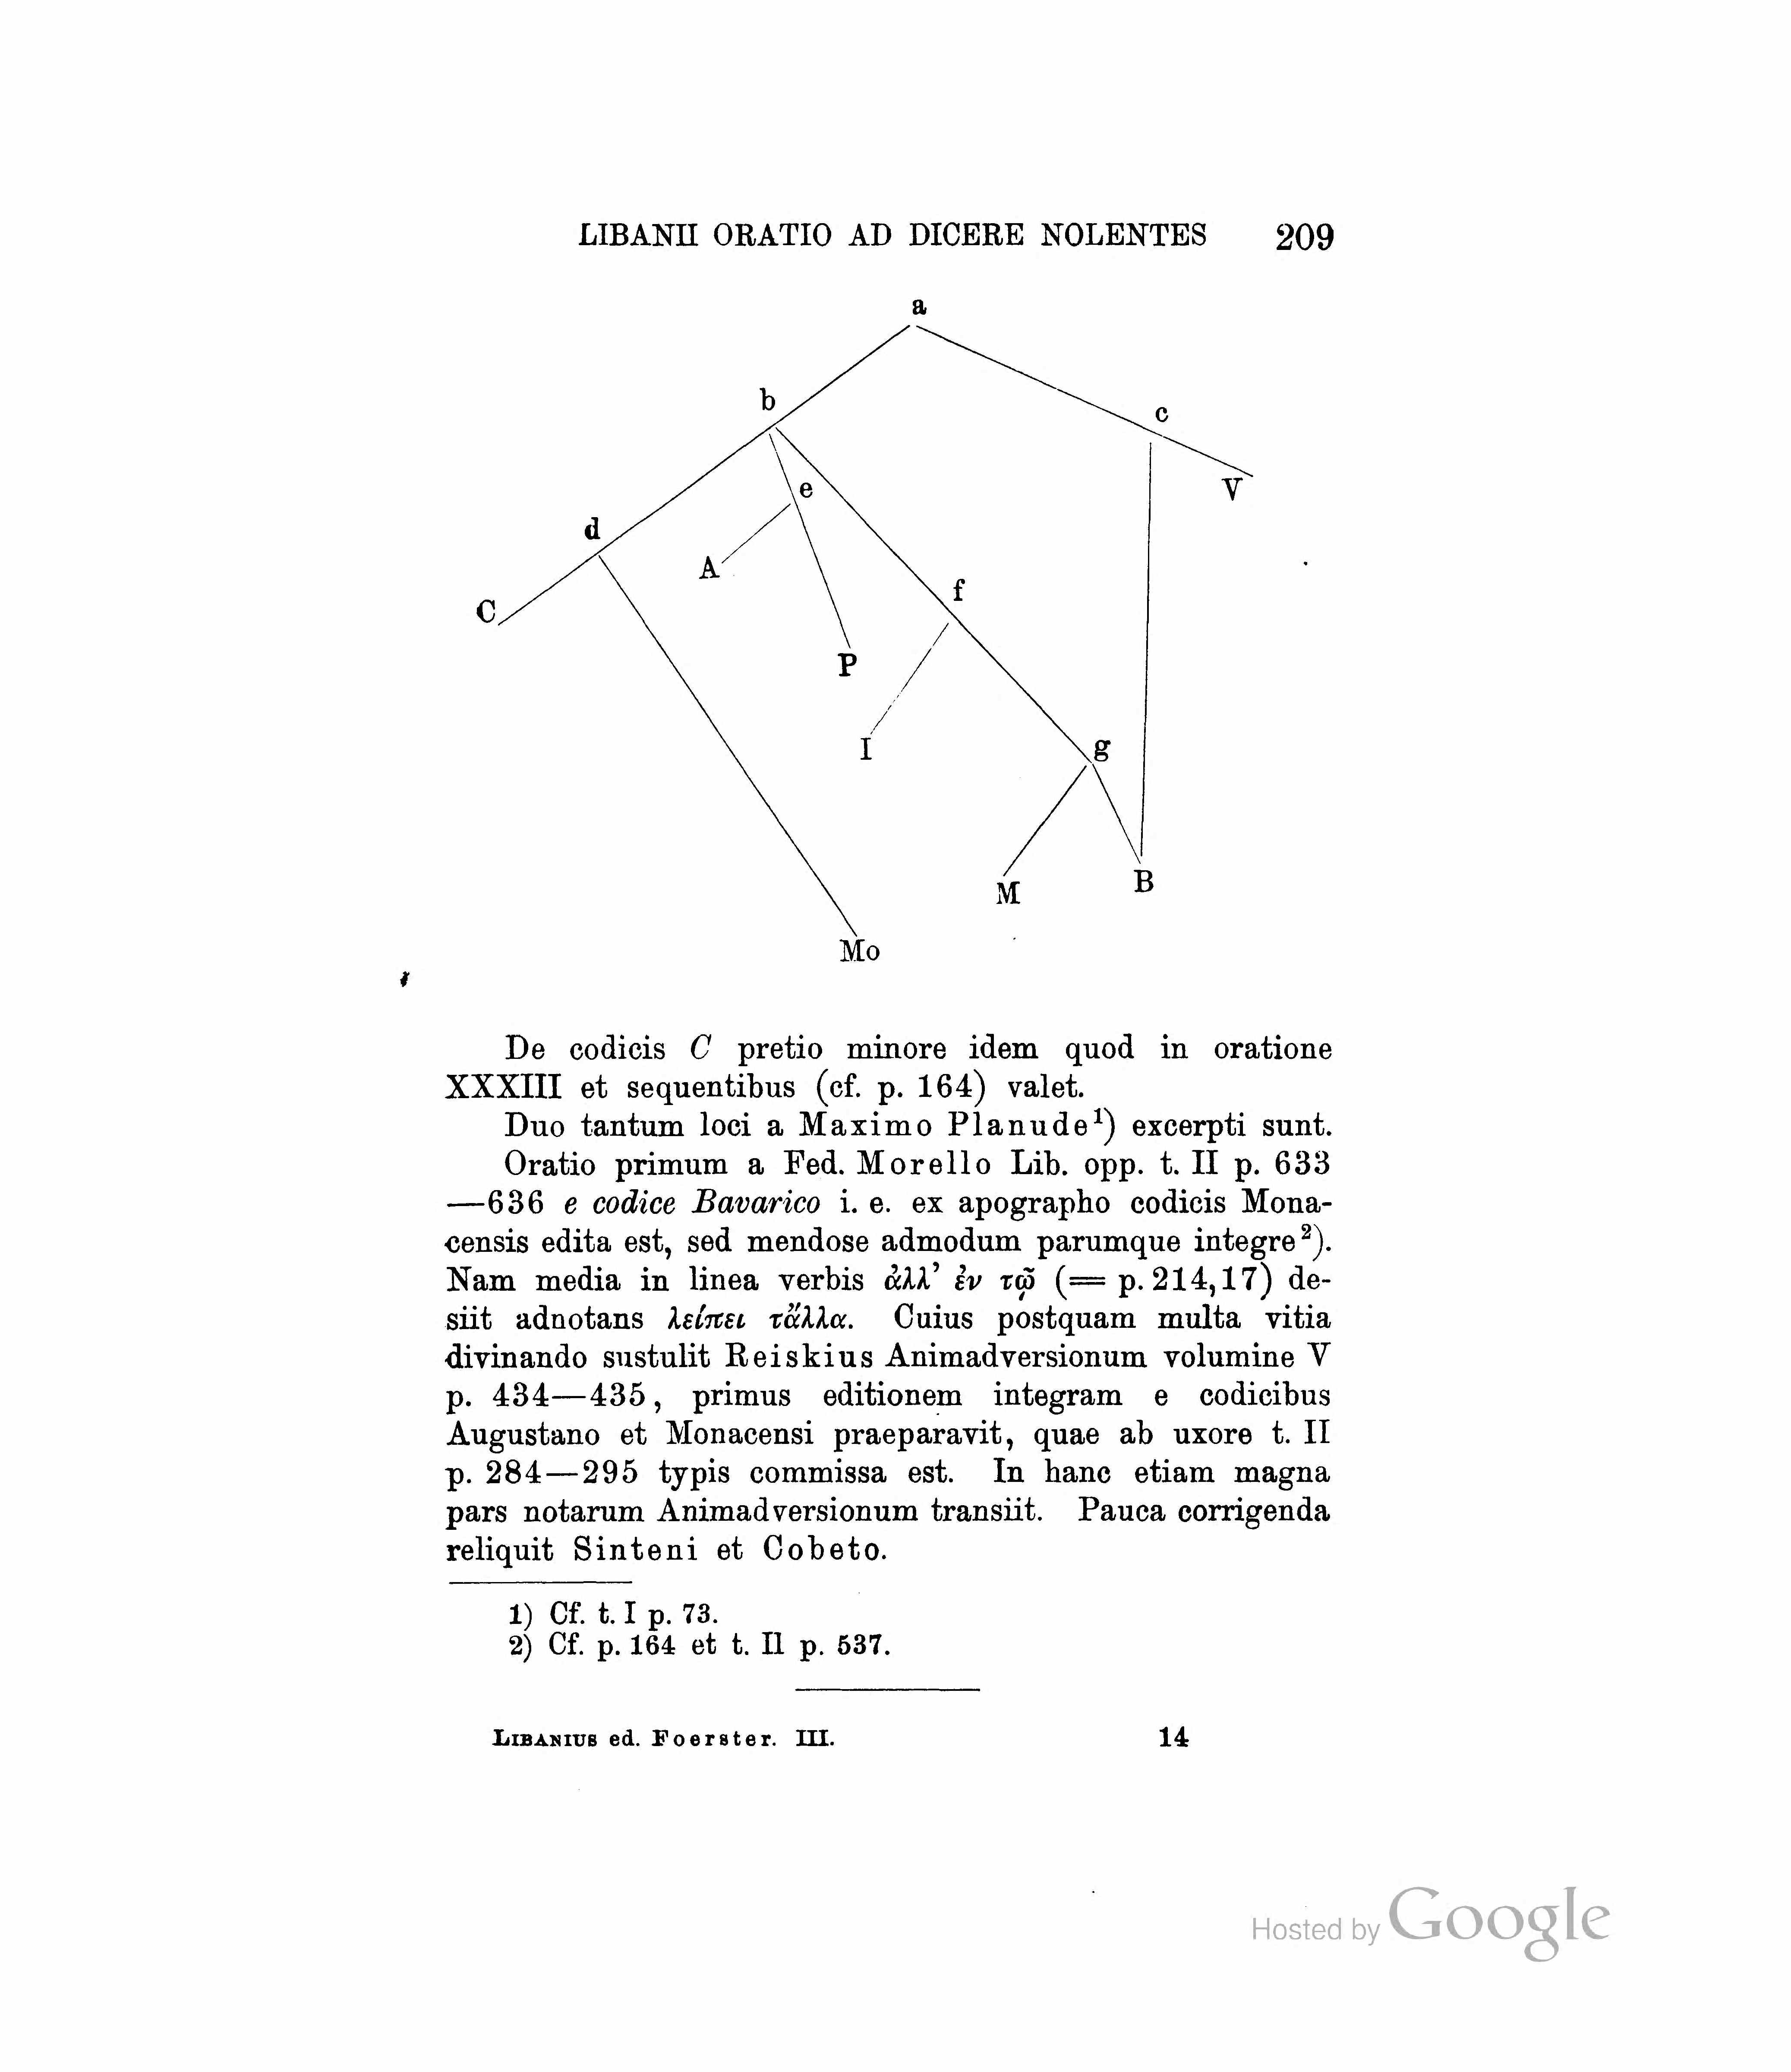 LIBANII ORATIO AD DICERE NOLENTES 209
a
b
c
V
e
d
A
f
C
P
I
g
B
M
Mo
De codicis C pretio minore idem quod in oratione
XXXIII et sequentibus (cf. p. 164) valet.
Duo tantum loci a Maximo Planude¹) excerpti sunt.
Oratio primum a Fed. Morello Lib. opp. t. II p. 633
—636 e codice Bavarico i. e. ex apographo codicis Mona-
censis edita est, sed mendose admodum parumque integre²).
Nam media in linea verbis ἀλλ’ ἐν τῷ (= p. 214,17) de-
siit adnotans λείπει τἄλλα. Cuius postquam multa vitia
divinando sustulit Reiskius Animadversionum volumine V
p. 434—435, primus editionem integram e codicibus
Augustano et Monacensi praeparavit, quae ab uxore t. II
p. 284—295 typis commissa est. In hanc etiam magna
pars notarum Animadversionum transiit. Pauca corrigenda
reliquit Sinteni et Cobeto.
1) Cf. t. I p. 73.
2) Cf. p. 164 et t. II p. 537.
LIBANIUS ed. Foerster. III. 14
Hosted by Google